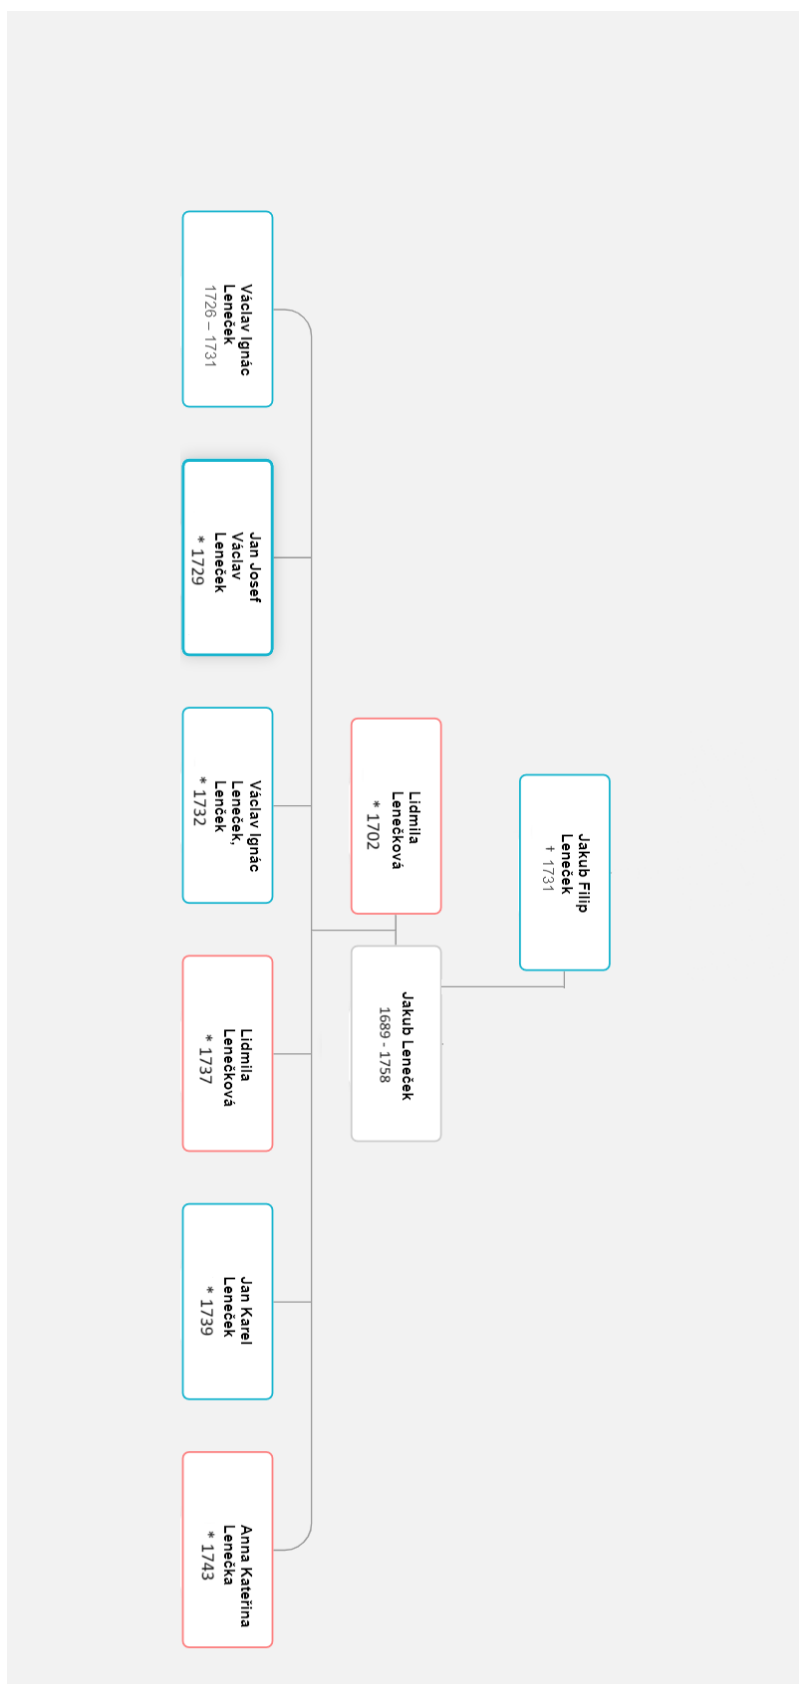 Jakub Filip
Leneček
† 1731
Lidmila
Lenečková
* 1702
Jakub Leneček
1689 - 1758
Václav Ignác
Leneček
1726 – 1731
Jan Josef
Václav
Leneček
* 1729
Václav Ignác
Leneček,
Lenček
* 1732
Lidmila
Lenečková
* 1737
Jan Karel
Leneček
* 1739
Anna Kateřina
Lenečka
* 1743